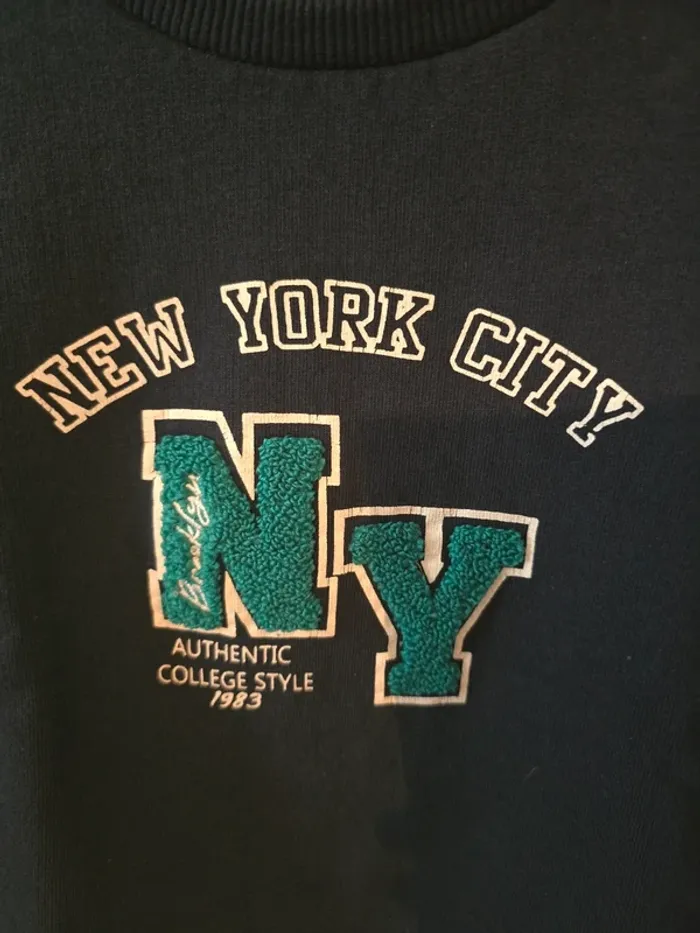 NEW YORK CITY
NY
Brooklyn
AUTHENTIC
COLLEGE STYLE
1983